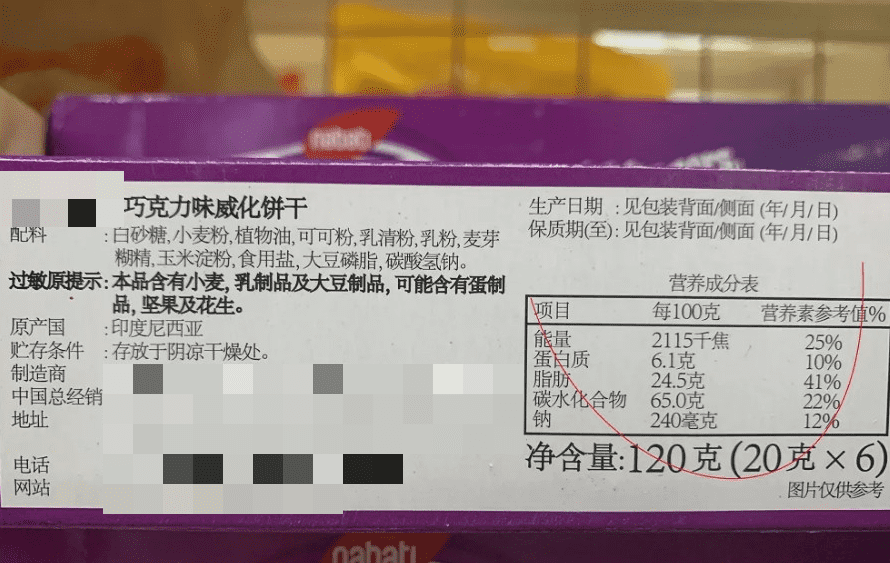 nabati
巧克力味威化饼干
配料 :白砂糖,小麦粉,植物油,可可粉,乳清粉,乳粉,麦芽
糊精,玉米淀粉,食用盐,大豆磷脂,碳酸氢钠。
过敏原提示:本品含有小麦,乳制品及大豆制品,可能含有蛋制
品,坚果及花生。
原产国 :印度尼西亚
贮存条件 :存放于阴凉干燥处。
制造商
中国总经销
地址
电话
网站
生产日期 :见包装背面/侧面 (年/月/日)
保质期(至):见包装背面/侧面 (年/月/日)
营养成分表
项目 每100克 营养素参考值%
能量 2115千焦 25%
蛋白质 6.1克 10%
脂肪 24.5克 41%
碳水化合物 65.0克 22%
钠 240毫克 12%
净含量:120克(20克×6)
图片仅供参考
nabati